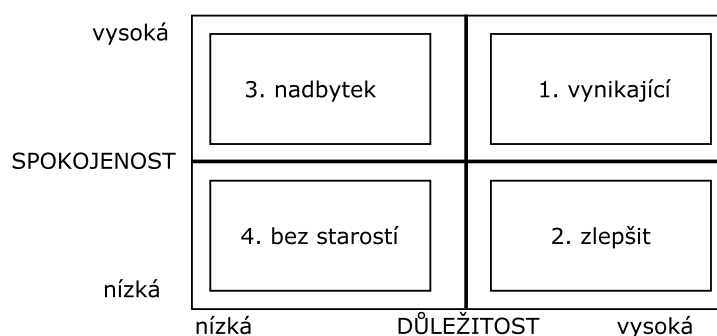 vysoká
3. nadbytek
1. vynikající
SPOKOJENOST
4. bez starostí
2. zlepšit
nízká
nízká
DŮLEŽITOST
vysoká